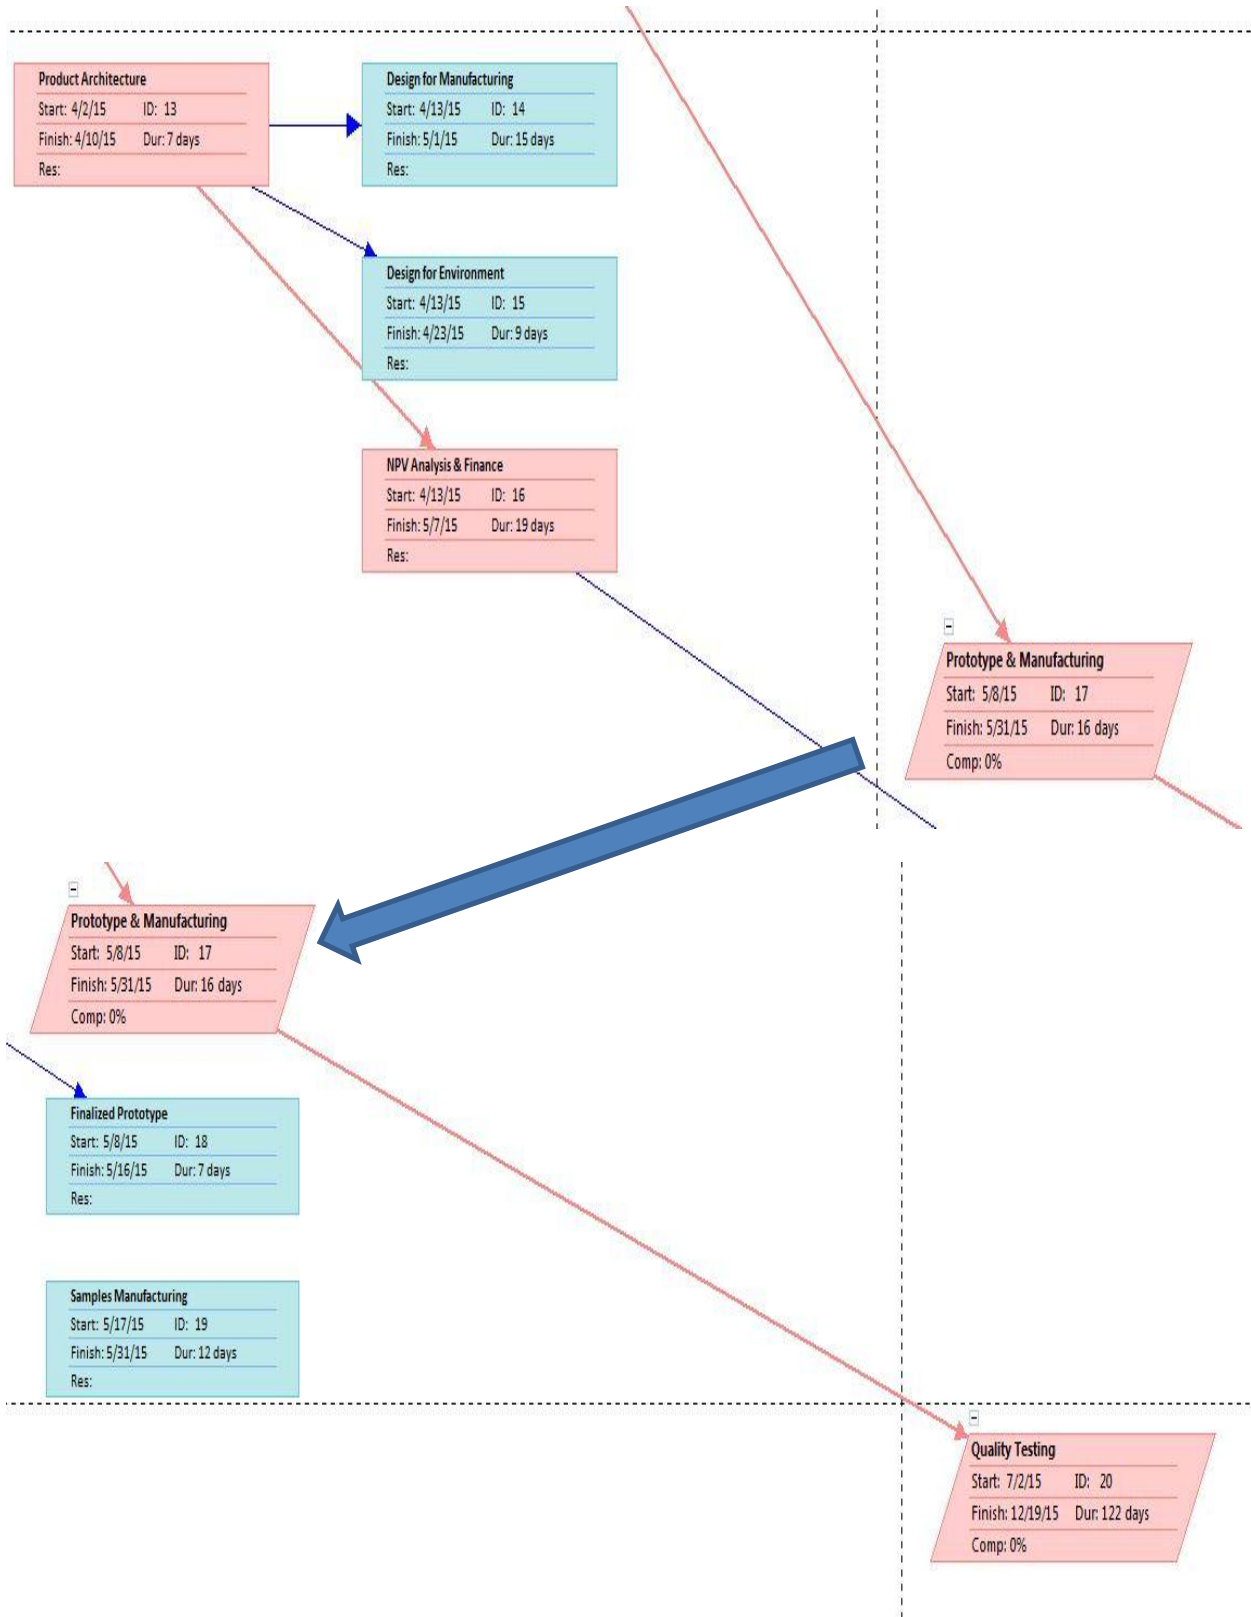 Product Architecture
Start: 4/2/15 ID: 13
Finish: 4/10/15 Dur: 7 days
Res:
Design for Manufacturing
Start: 4/13/15 ID: 14
Finish: 5/1/15 Dur: 15 days
Res:
Design for Environment
Start: 4/13/15 ID: 15
Finish: 4/23/15 Dur: 9 days
Res:
NPV Analysis & Finance
Start: 4/13/15 ID: 16
Finish: 5/7/15 Dur: 19 days
Res:
Prototype & Manufacturing
Start: 5/8/15 ID: 17
Finish: 5/31/15 Dur: 16 days
Comp: 0%
Prototype & Manufacturing
Start: 5/8/15 ID: 17
Finish: 5/31/15 Dur: 16 days
Comp: 0%
Finalized Prototype
Start: 5/8/15 ID: 18
Finish: 5/16/15 Dur: 7 days
Res:
Samples Manufacturing
Start: 5/17/15 ID: 19
Finish: 5/31/15 Dur: 12 days
Res:
Quality Testing
Start: 7/2/15 ID: 20
Finish: 12/19/15 Dur: 122 days
Comp: 0%